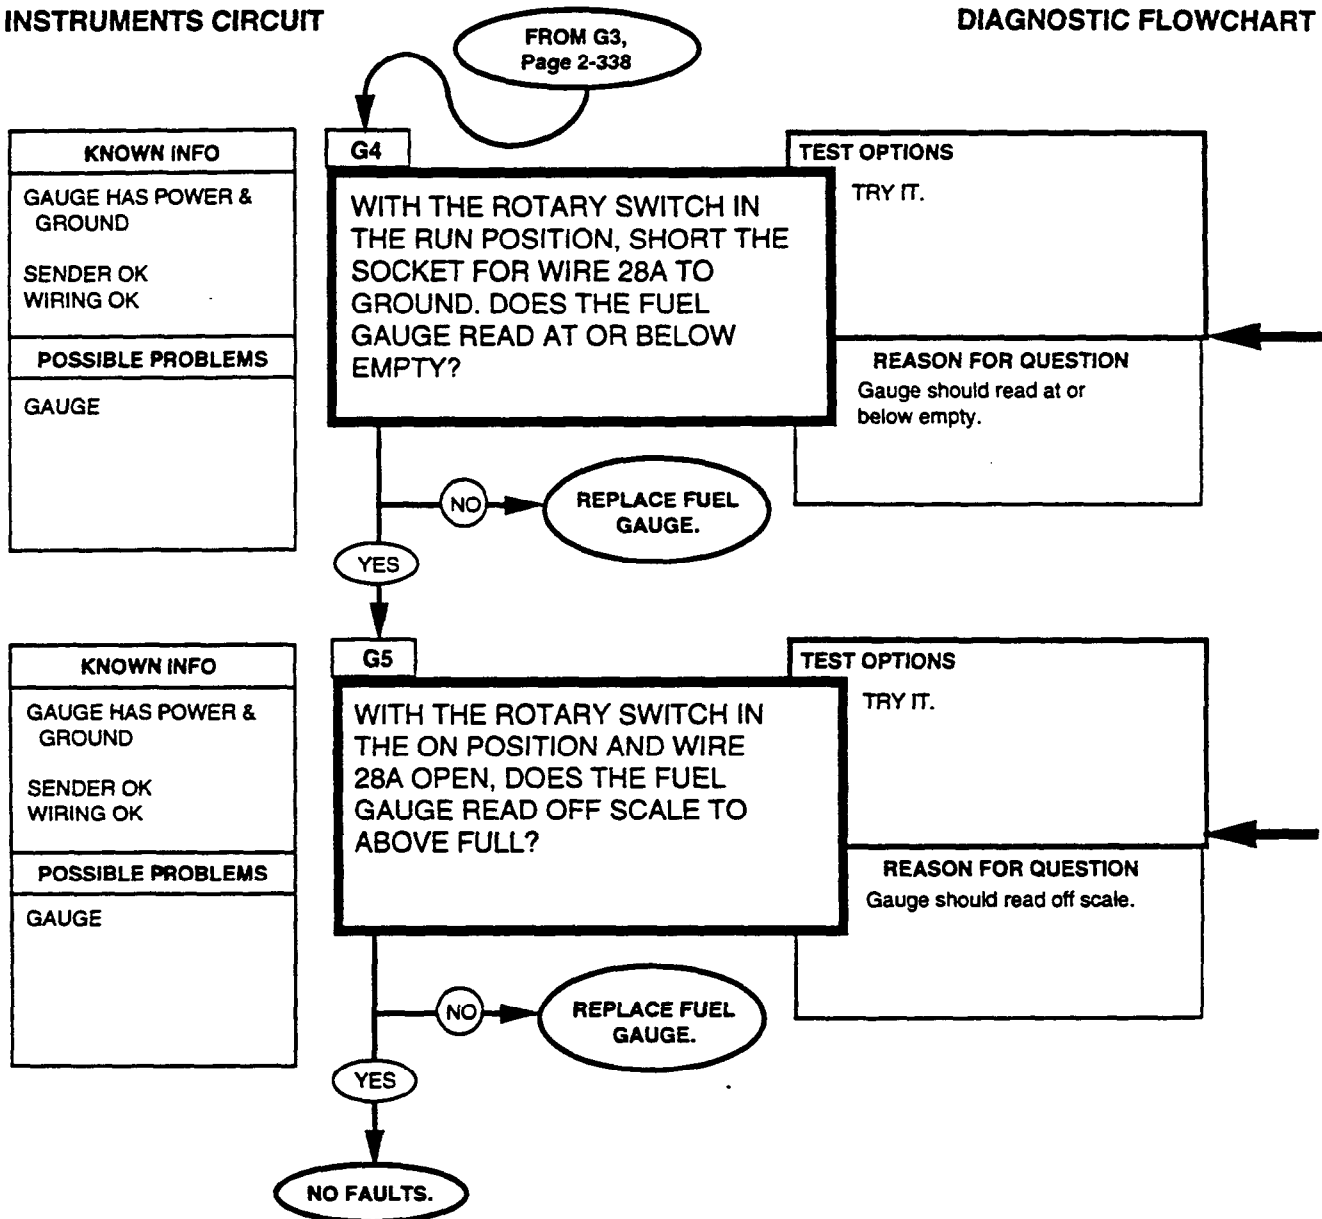 INSTRUMENTS CIRCUIT
DIAGNOSTIC FLOWCHART
FROM G3,
Page 2-338
KNOWN INFO
GAUGE HAS POWER &
GROUND
SENDER OK
WIRING OK
POSSIBLE PROBLEMS
GAUGE
G4
WITH THE ROTARY SWITCH IN
THE RUN POSITION, SHORT THE
SOCKET FOR WIRE 28A TO
GROUND. DOES THE FUEL
GAUGE READ AT OR BELOW
EMPTY?
TEST OPTIONS
TRY IT.
REASON FOR QUESTION
Gauge should read at or
below empty.
NO
REPLACE FUEL
GAUGE.
YES
KNOWN INFO
GAUGE HAS POWER &
GROUND
SENDER OK
WIRING OK
POSSIBLE PROBLEMS
GAUGE
G5
WITH THE ROTARY SWITCH IN
THE ON POSITION AND WIRE
28A OPEN, DOES THE FUEL
GAUGE READ OFF SCALE TO
ABOVE FULL?
TEST OPTIONS
TRY IT.
REASON FOR QUESTION
Gauge should read off scale.
NO
REPLACE FUEL
GAUGE.
YES
NO FAULTS.